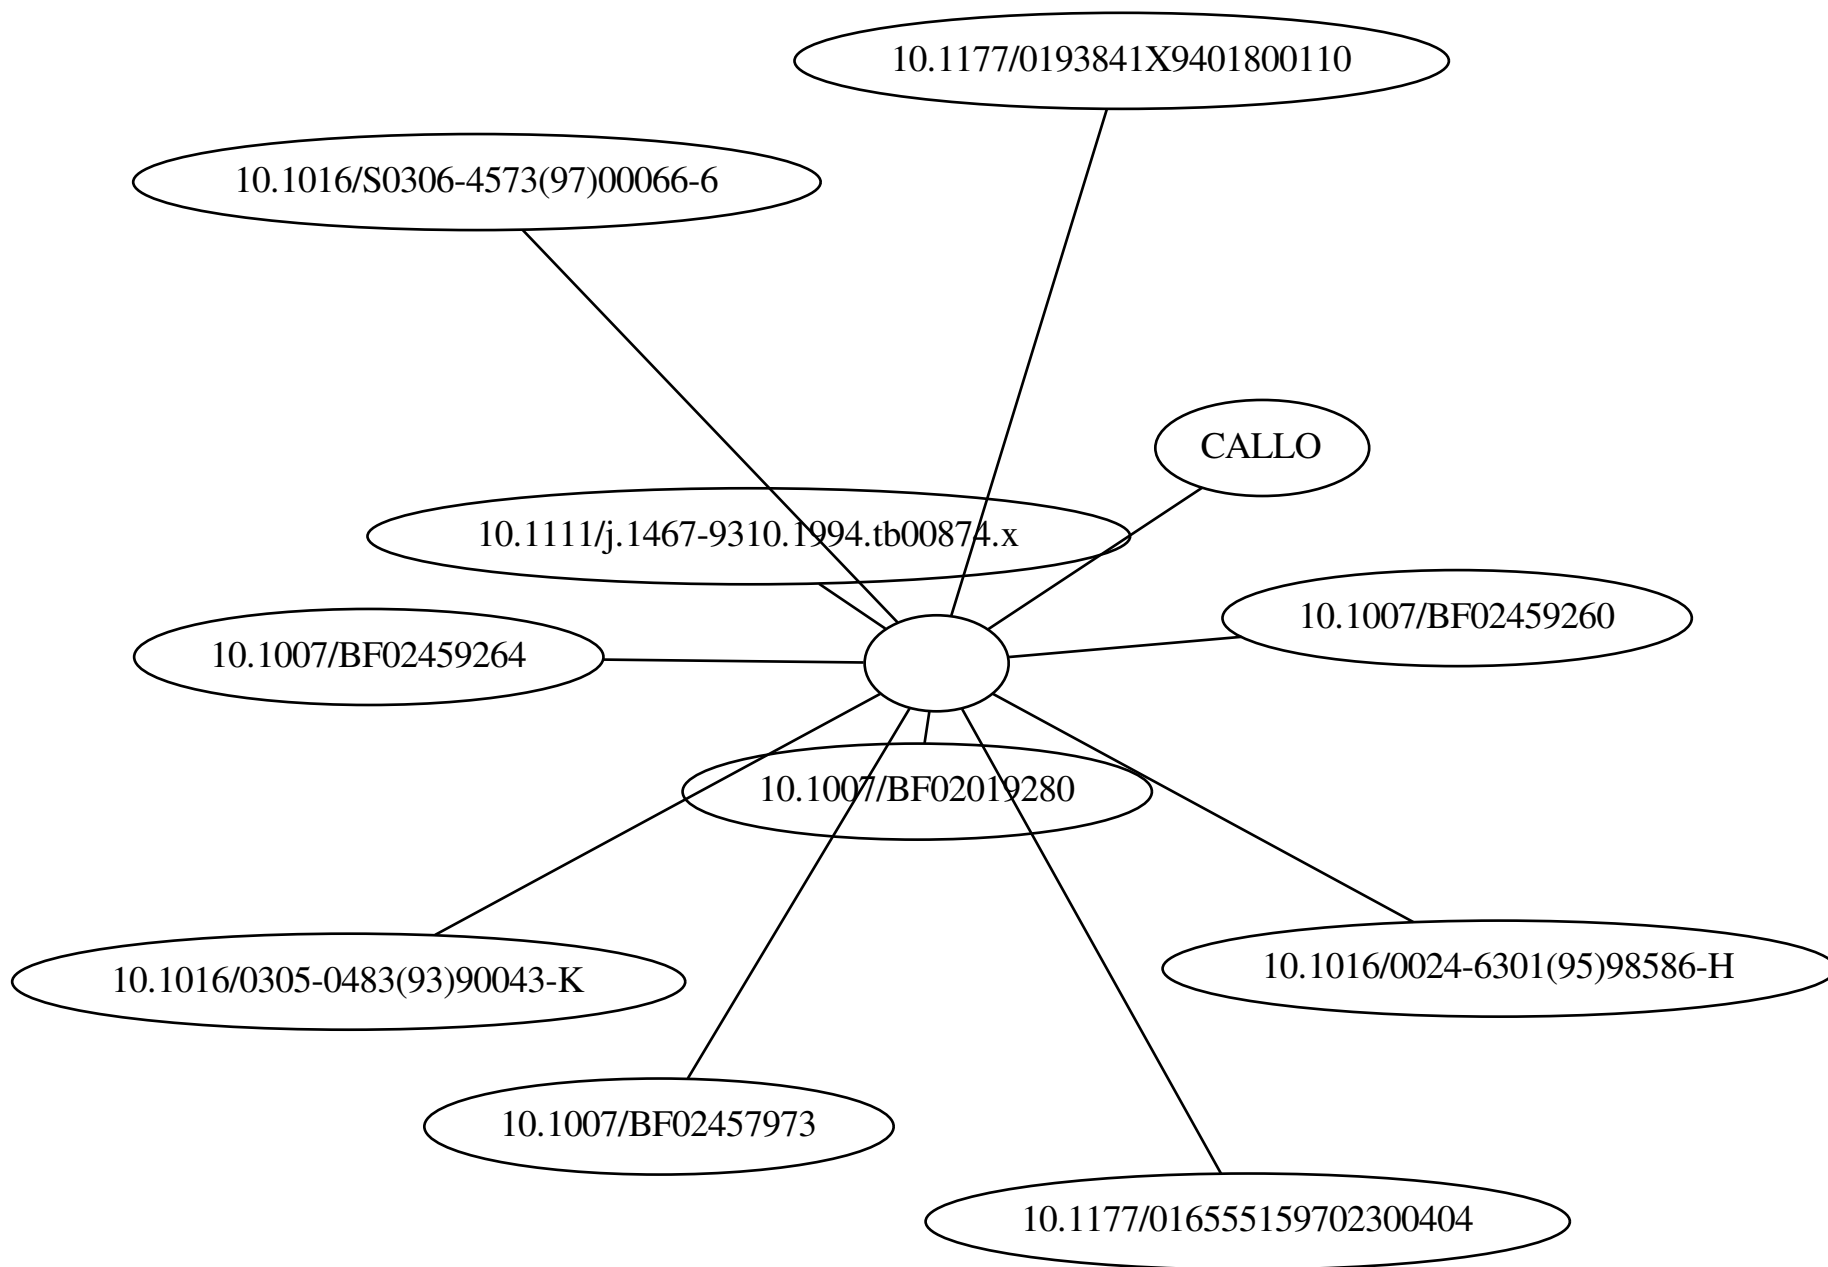 10.1177/0193841X9401800110
10.1016/S0306-4573(97)00066-6
CALLO
10.1111/j.1467-9310.1994.tb00874.x
10.1007/BF02459260
10.1007/BF02459264
10.1007/BF02019280
10.1016/0024-6301(95)98586-H
10.1016/0305-0483(93)90043-K
10.1007/BF02457973
10.1177/016555159702300404